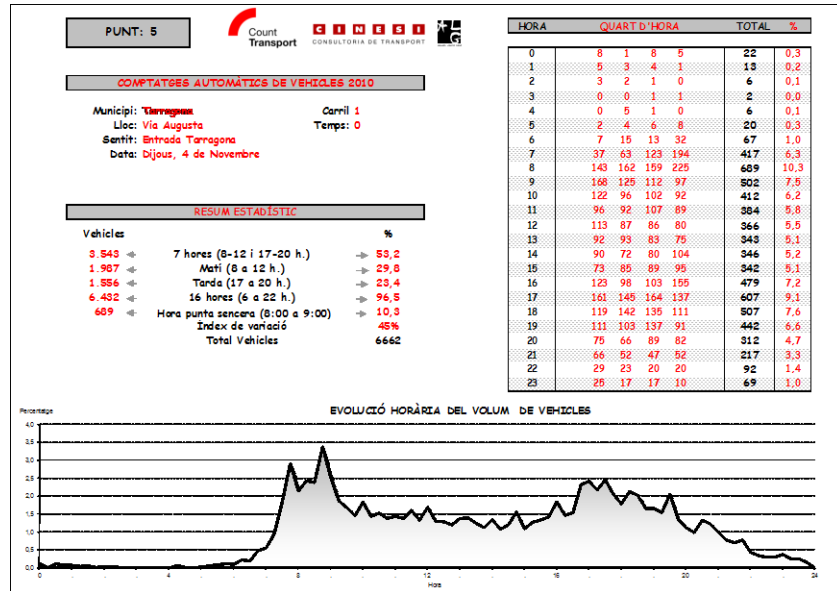 PUNT: 5
Count
Transport
CINESI
CONSULTORIA DE TRANSPORT
COMPTATGES AUTOMÀTICS DE VEHICLES 2010
Municipi: Tarragona Carril 1
Lloc: Via Augusta Temps: 0
Sentit: Entrada Tarragona
Data: Dijous, 4 de Novembre
RESUM ESTADÍSTIC
Vehicles %
3.543 7 hores (8-12 i 17-20 h.) 53,2
1.987 Matí (8 a 12 h.) 29,8
1.556 Tarda (17 a 20 h.) 23,4
6.432 16 hores (6 a 22 h.) 96,5
689 Hora punta sencera (8:00 a 9:00) 10,3
Índex de variació 45%
Total Vehicles 6662
HORA QUART D'HORA TOTAL %
0 8 1 8 5 22 0,3
1 5 3 4 1 13 0,2
2 3 2 1 0 6 0,1
3 0 0 1 1 2 0,0
4 0 5 1 0 6 0,1
5 2 4 6 8 20 0,3
6 7 15 13 32 67 1,0
7 37 63 123 194 417 6,3
8 143 162 159 225 689 10,3
9 168 125 112 97 502 7,5
10 122 96 102 92 412 6,2
11 96 92 107 89 384 5,8
12 113 87 86 80 366 5,5
13 92 93 83 75 343 5,1
14 90 72 80 104 346 5,2
15 73 85 89 95 342 5,1
16 123 98 103 155 479 7,2
17 161 145 164 137 607 9,1
18 119 142 135 111 507 7,6
19 111 103 137 91 442 6,6
20 75 66 89 82 312 4,7
21 66 52 47 52 217 3,3
22 29 23 20 20 92 1,4
23 25 17 17 10 69 1,0
EVOLUCIÓ HORÀRIA DEL VOLUM DE VEHICLES
Percentatge
4,0
3,5
3,0
2,5
2,0
1,5
1,0
0,5
0,0
0 4 8 12 16 20 24
Hora